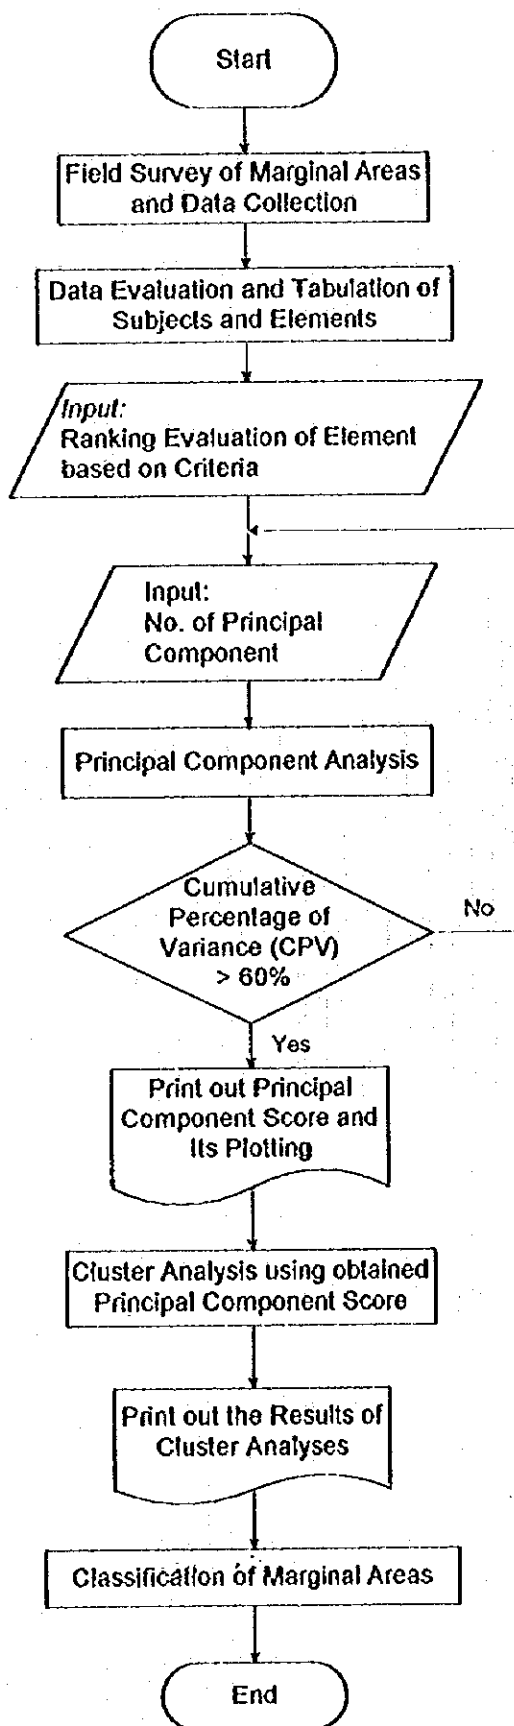 Start
Field Survey of Marginal Areas
and Data Collection
Data Evaluation and Tabulation of
Subjects and Elements
Input:
Ranking Evaluation of Element
based on Criteria
Input:
No. of Principal
Component
Principal Component Analysis
Cumulative
Percentage of
Variance (CPV)
> 60%
No
Yes
Print out Principal
Component Score and
Its Plotting
Cluster Analysis using obtained
Principal Component Score
Print out the Results of
Cluster Analyses
Classification of Marginal Areas
End